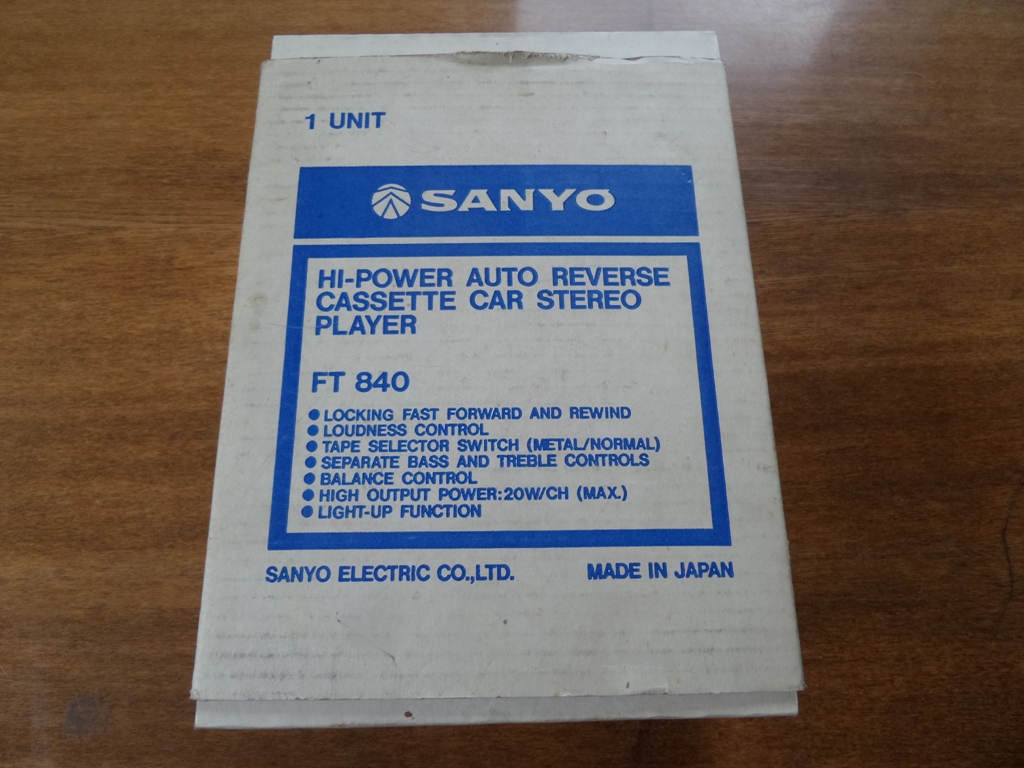 1 UNIT
SANYO
HI-POWER AUTO REVERSE
CASSETTE CAR STEREO
PLAYER
FT 840
● LOCKING FAST FORWARD AND REWIND
● LOUDNESS CONTROL
● TAPE SELECTOR SWITCH (METAL/NORMAL)
● SEPARATE BASS AND TREBLE CONTROLS
● BALANCE CONTROL
● HIGH OUTPUT POWER:20W/CH (MAX.)
● LIGHT-UP FUNCTION
SANYO ELECTRIC CO.,LTD. MADE IN JAPAN